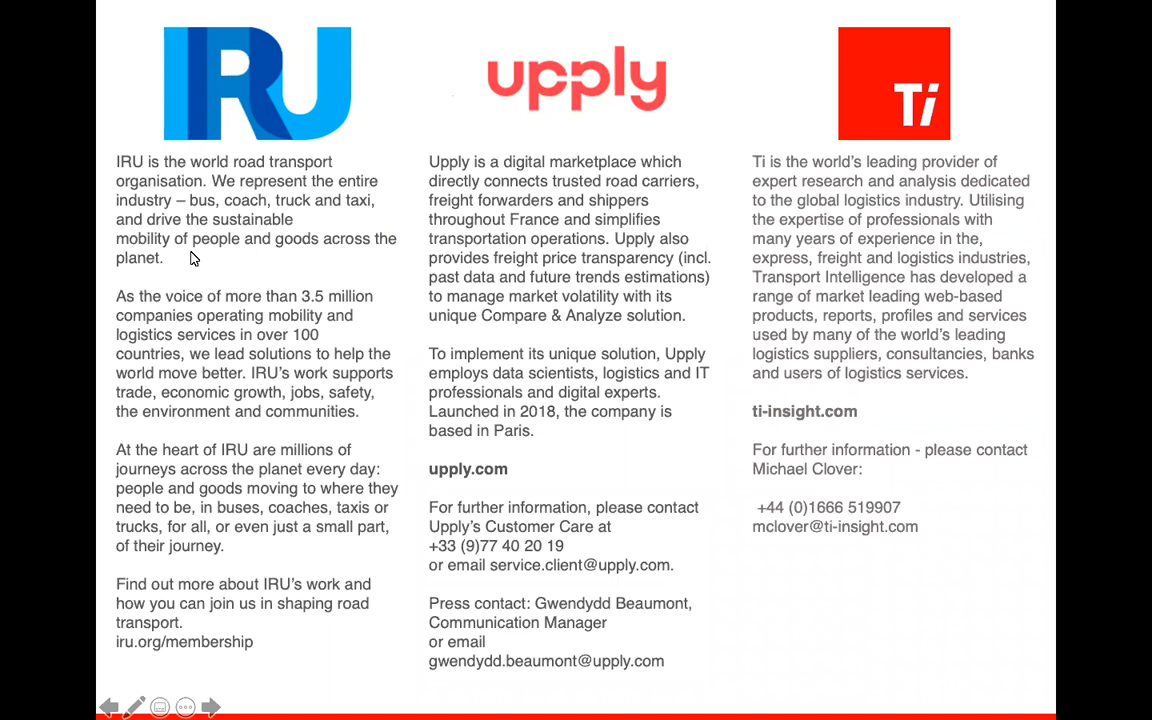 IRU
IRU is the world road transport
organisation. We represent the entire
industry – bus, coach, truck and taxi,
and drive the sustainable
mobility of people and goods across the
planet.
As the voice of more than 3.5 million
companies operating mobility and
logistics services in over 100
countries, we lead solutions to help the
world move better. IRU’s work supports
trade, economic growth, jobs, safety,
the environment and communities.
At the heart of IRU are millions of
journeys across the planet every day:
people and goods moving to where they
need to be, in buses, coaches, taxis or
trucks, for all, or even just a small part,
of their journey.
Find out more about IRU’s work and
how you can join us in shaping road
transport.
iru.org/membership
upply
Upply is a digital marketplace which
directly connects trusted road carriers,
freight forwarders and shippers
throughout France and simplifies
transportation operations. Upply also
provides freight price transparency (incl.
past data and future trends estimations)
to manage market volatility with its
unique Compare & Analyze solution.
To implement its unique solution, Upply
employs data scientists, logistics and IT
professionals and digital experts.
Launched in 2018, the company is
based in Paris.
upply.com
For further information, please contact
Upply’s Customer Care at
+33 (9)77 40 20 19
or email service.client@upply.com.
Press contact: Gwendydd Beaumont,
Communication Manager
or email
gwendydd.beaumont@upply.com
Ti
Ti is the world’s leading provider of
expert research and analysis dedicated
to the global logistics industry. Utilising
the expertise of professionals with
many years of experience in the,
express, freight and logistics industries,
Transport Intelligence has developed a
range of market leading web-based
products, reports, profiles and services
used by many of the world’s leading
logistics suppliers, consultancies, banks
and users of logistics services.
ti-insight.com
For further information - please contact
Michael Clover:
+44 (0)1666 519907
mclover@ti-insight.com